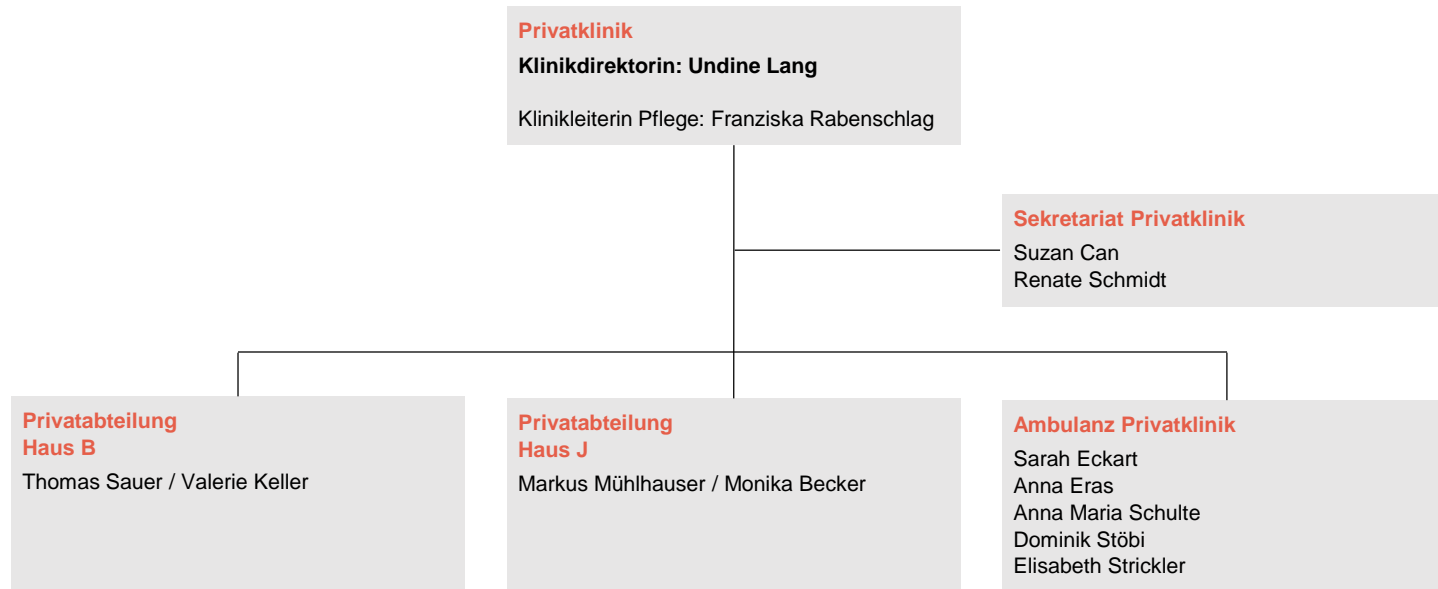 Privatklinik
Klinikdirektorin: Undine Lang
Klinikleiterin Pflege: Franziska Rabenschlag
Sekretariat Privatklinik
Suzan Can
Renate Schmidt
Privatabteilung
Haus B
Thomas Sauer / Valerie Keller
Privatabteilung
Haus J
Markus Mühlhauser / Monika Becker
Ambulanz Privatklinik
Sarah Eckart
Anna Eras
Anna Maria Schulte
Dominik Stöbi
Elisabeth Strickler